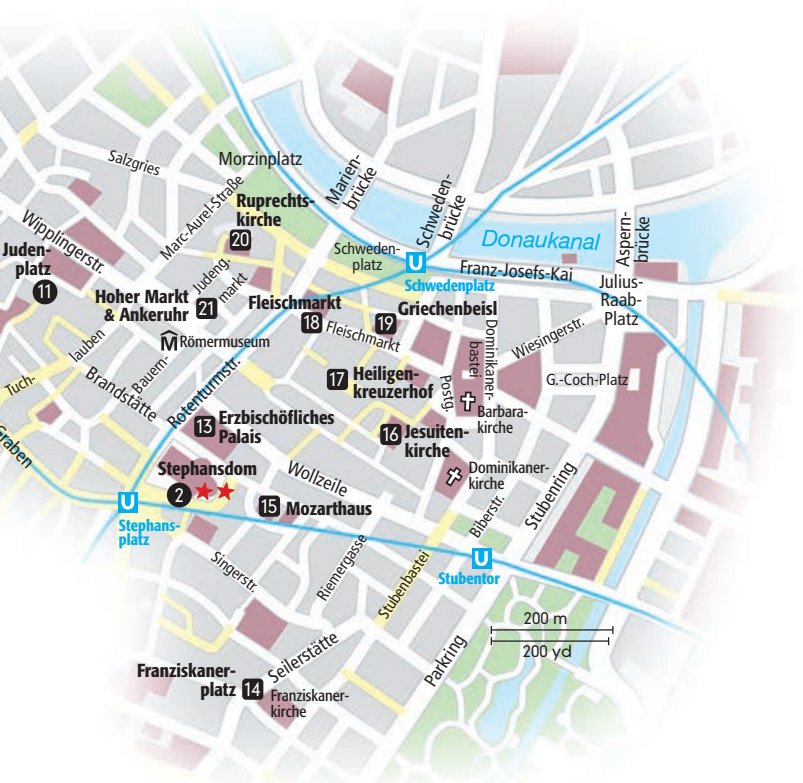 Salzgries
Morzinplatz
Marien-
brücke
Schweden-
brücke
Marc-Aurel-Straße
Ruprechts-
kirche
20
Wipplingerstr.
Juden-
platz
11
Schweden-
platz
U
Schwedenplatz
Donaukanal
Aspern-
brücke
Franz-Josefs-Kai
Julius-
Raab-
Platz
Judeng.
Hoher Markt
& Ankeruhr
21
markt
Fleischmarkt
18
Fleischmarkt
19
Griechenbeisl
Dominikaner-
bastei
Wiesingerstr.
Römermuseum
lauben
Tuch-
Bauern-
Brandstätte
Rotenturmstr.
17
Heiligen-
kreuzerhof
Postg.
G.-Coch-Platz
Barbara-
kirche
13
Erzbischöfliches
Palais
16
Jesuiten-
kirche
Graben
Stephansdom
2
Wollzeile
Dominikaner-
kirche
U
Stephans-
platz
15
Mozarthaus
Biberstr.
Stubenring
Singerstr.
Riemergasse
Stubenbastei
U
Stubentor
200 m
200 yd
Seilerstätte
Parkring
Franziskaner-
platz
14
Franziskaner-
kirche